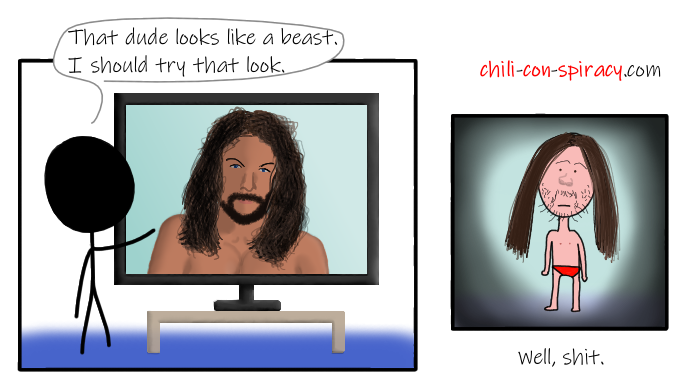 That dude looks like a beast.
I should try that look.
chili-con-spiracy.com
Well, shit.